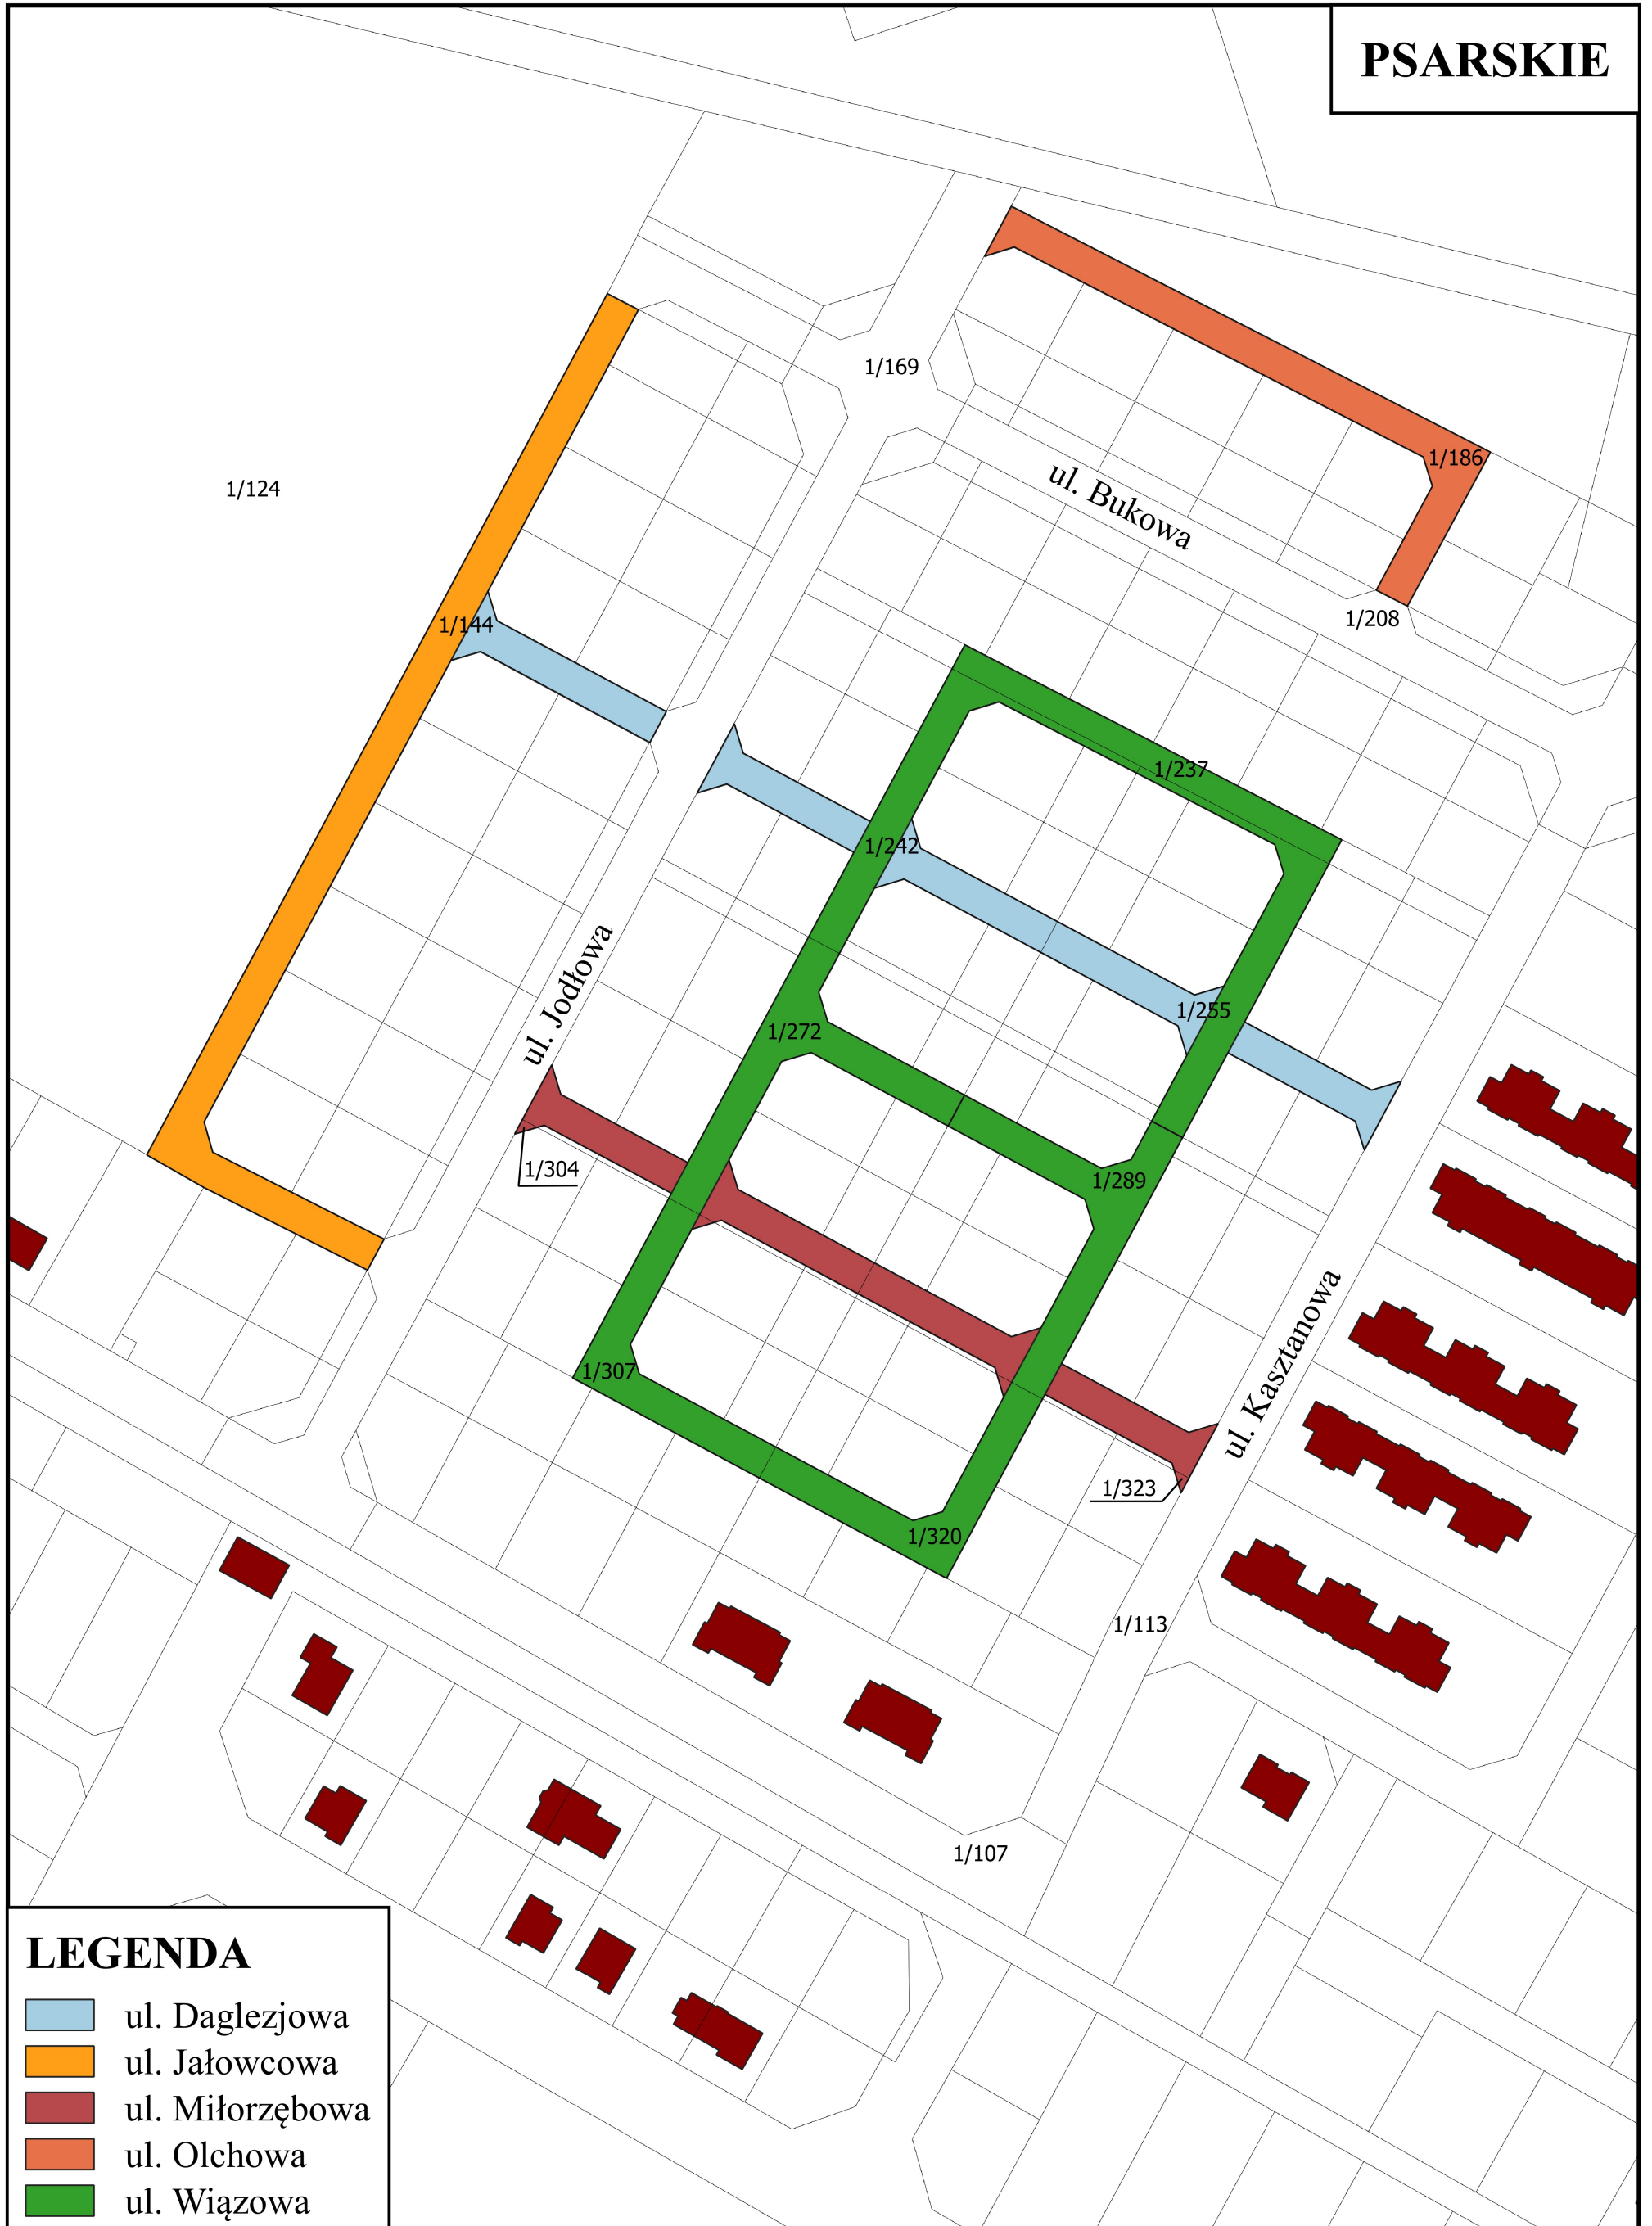 PSARSKIE
1/169
1/186
1/124
ul. Bukowa
1/208
1/144
1/237
1/242
ul. Jodłowa
1/255
1/272
1/304
1/289
ul. Kasztanowa
1/307
1/323
1/320
1/113
1/107
LEGENDA
ul. Daglezjowa
ul. Jałowcowa
ul. Miłorzębowa
ul. Olchowa
ul. Wiązowa